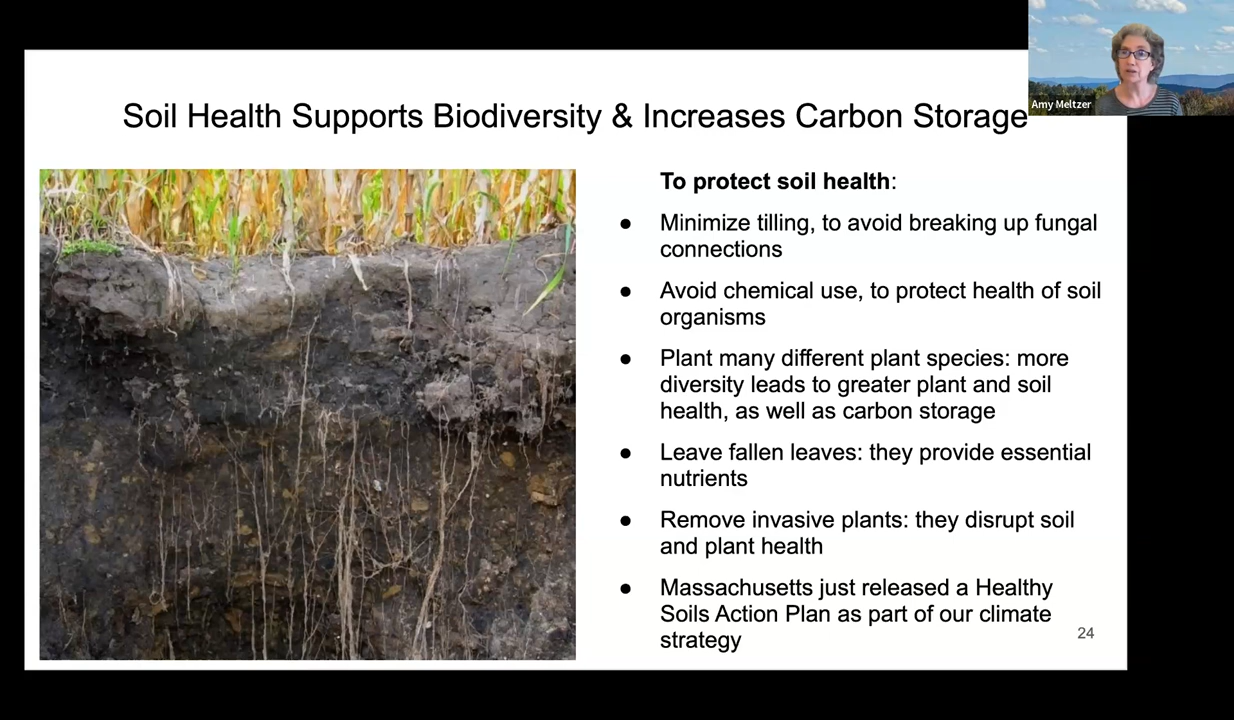 Amy Meltzer
Soil Health Supports Biodiversity & Increases Carbon Storage
To protect soil health:
● Minimize tilling, to avoid breaking up fungal
connections
● Avoid chemical use, to protect health of soil
organisms
● Plant many different plant species: more
diversity leads to greater plant and soil
health, as well as carbon storage
● Leave fallen leaves: they provide essential
nutrients
● Remove invasive plants: they disrupt soil
and plant health
● Massachusetts just released a Healthy
Soils Action Plan as part of our climate
strategy
24